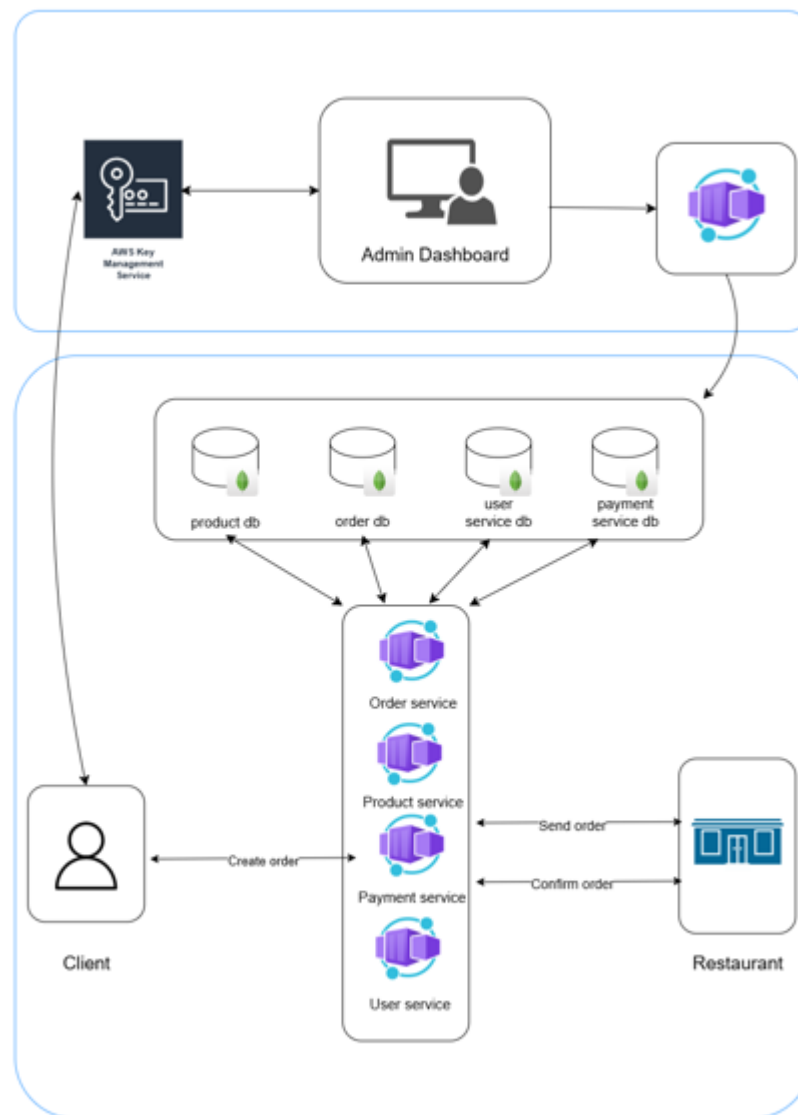 AWS Key
Management
Service
Admin Dashboard
product db
order db
user
service db
payment
service db
Order service
Product service
Payment service
User service
Create order
Send order
Confirm order
Client
Restaurant